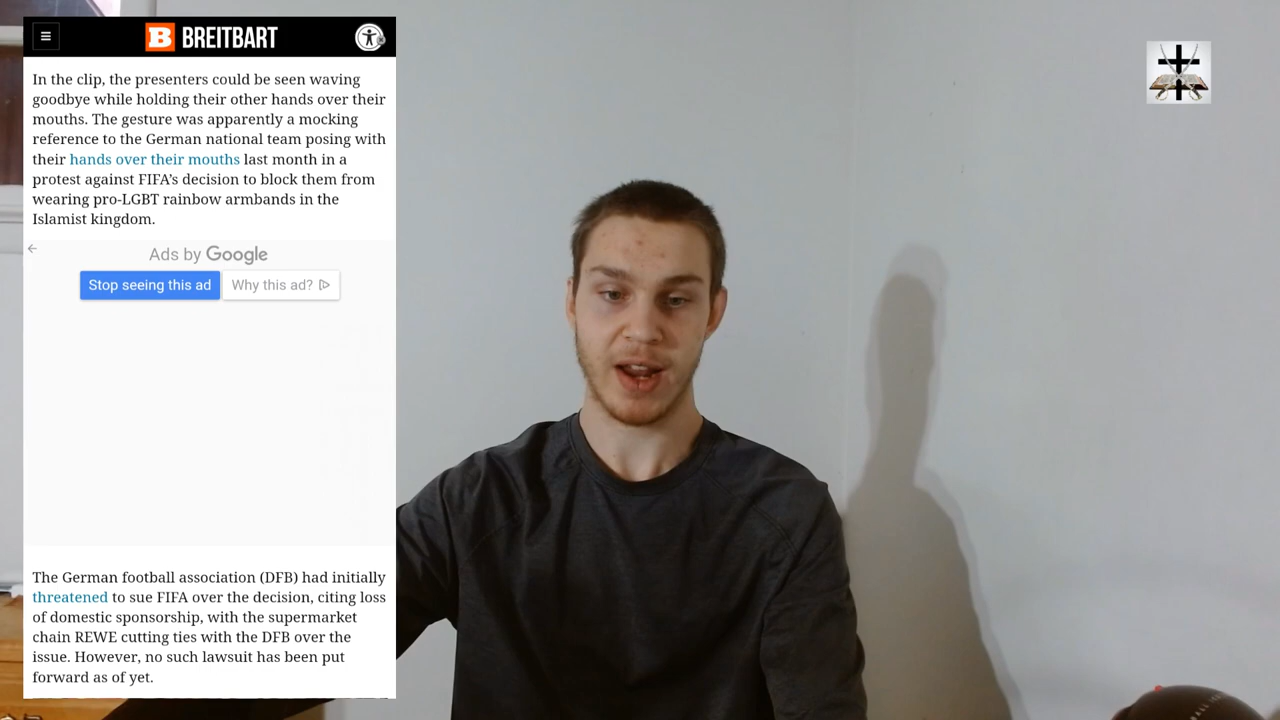 BREITBART
In the clip, the presenters could be seen waving
goodbye while holding their other hands over their
mouths. The gesture was apparently a mocking
reference to the German national team posing with
their hands over their mouths last month in a
protest against FIFA’s decision to block them from
wearing pro-LGBT rainbow armbands in the
Islamist kingdom.
Ads by Google
Stop seeing this ad
Why this ad?
The German football association (DFB) had initially
threatened to sue FIFA over the decision, citing loss
of domestic sponsorship, with the supermarket
chain REWE cutting ties with the DFB over the
issue. However, no such lawsuit has been put
forward as of yet.